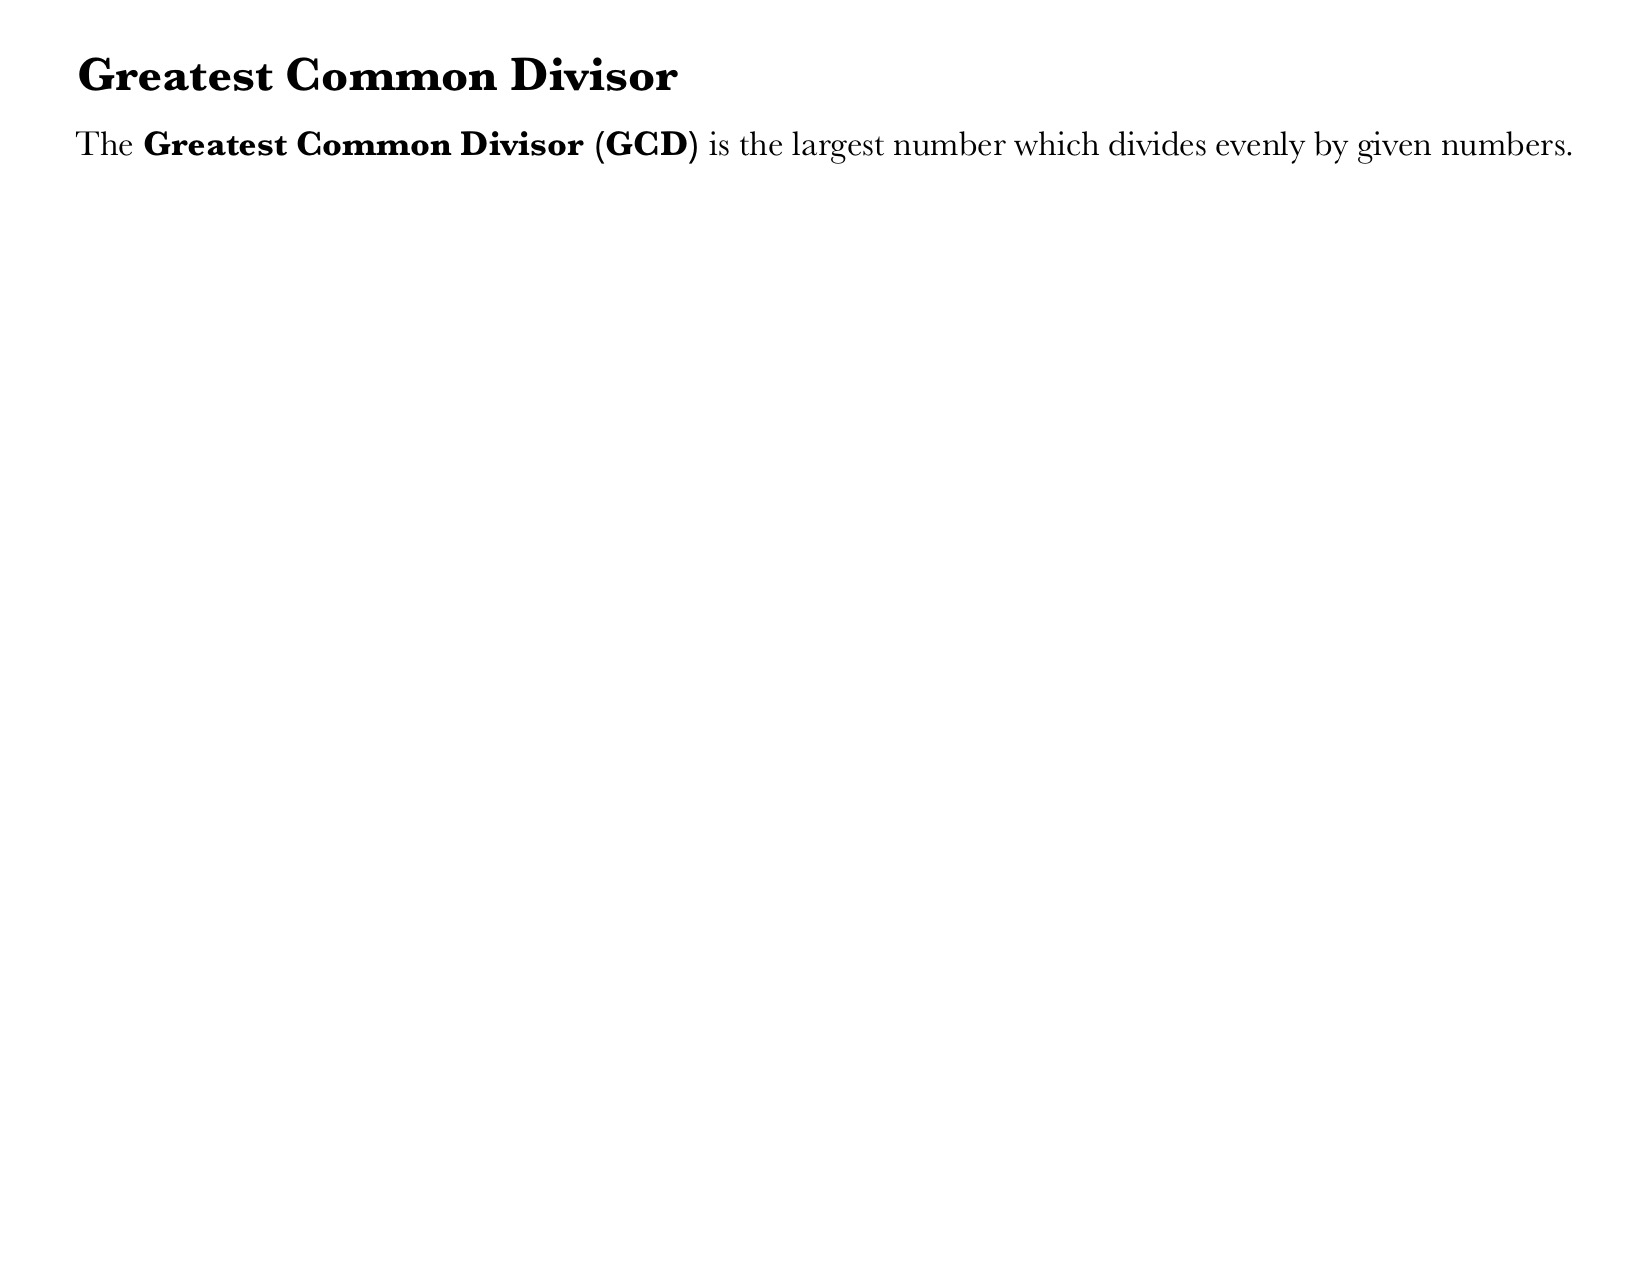 Greatest Common Divisor
The Greatest Common Divisor (GCD) is the largest number which divides evenly by given numbers.